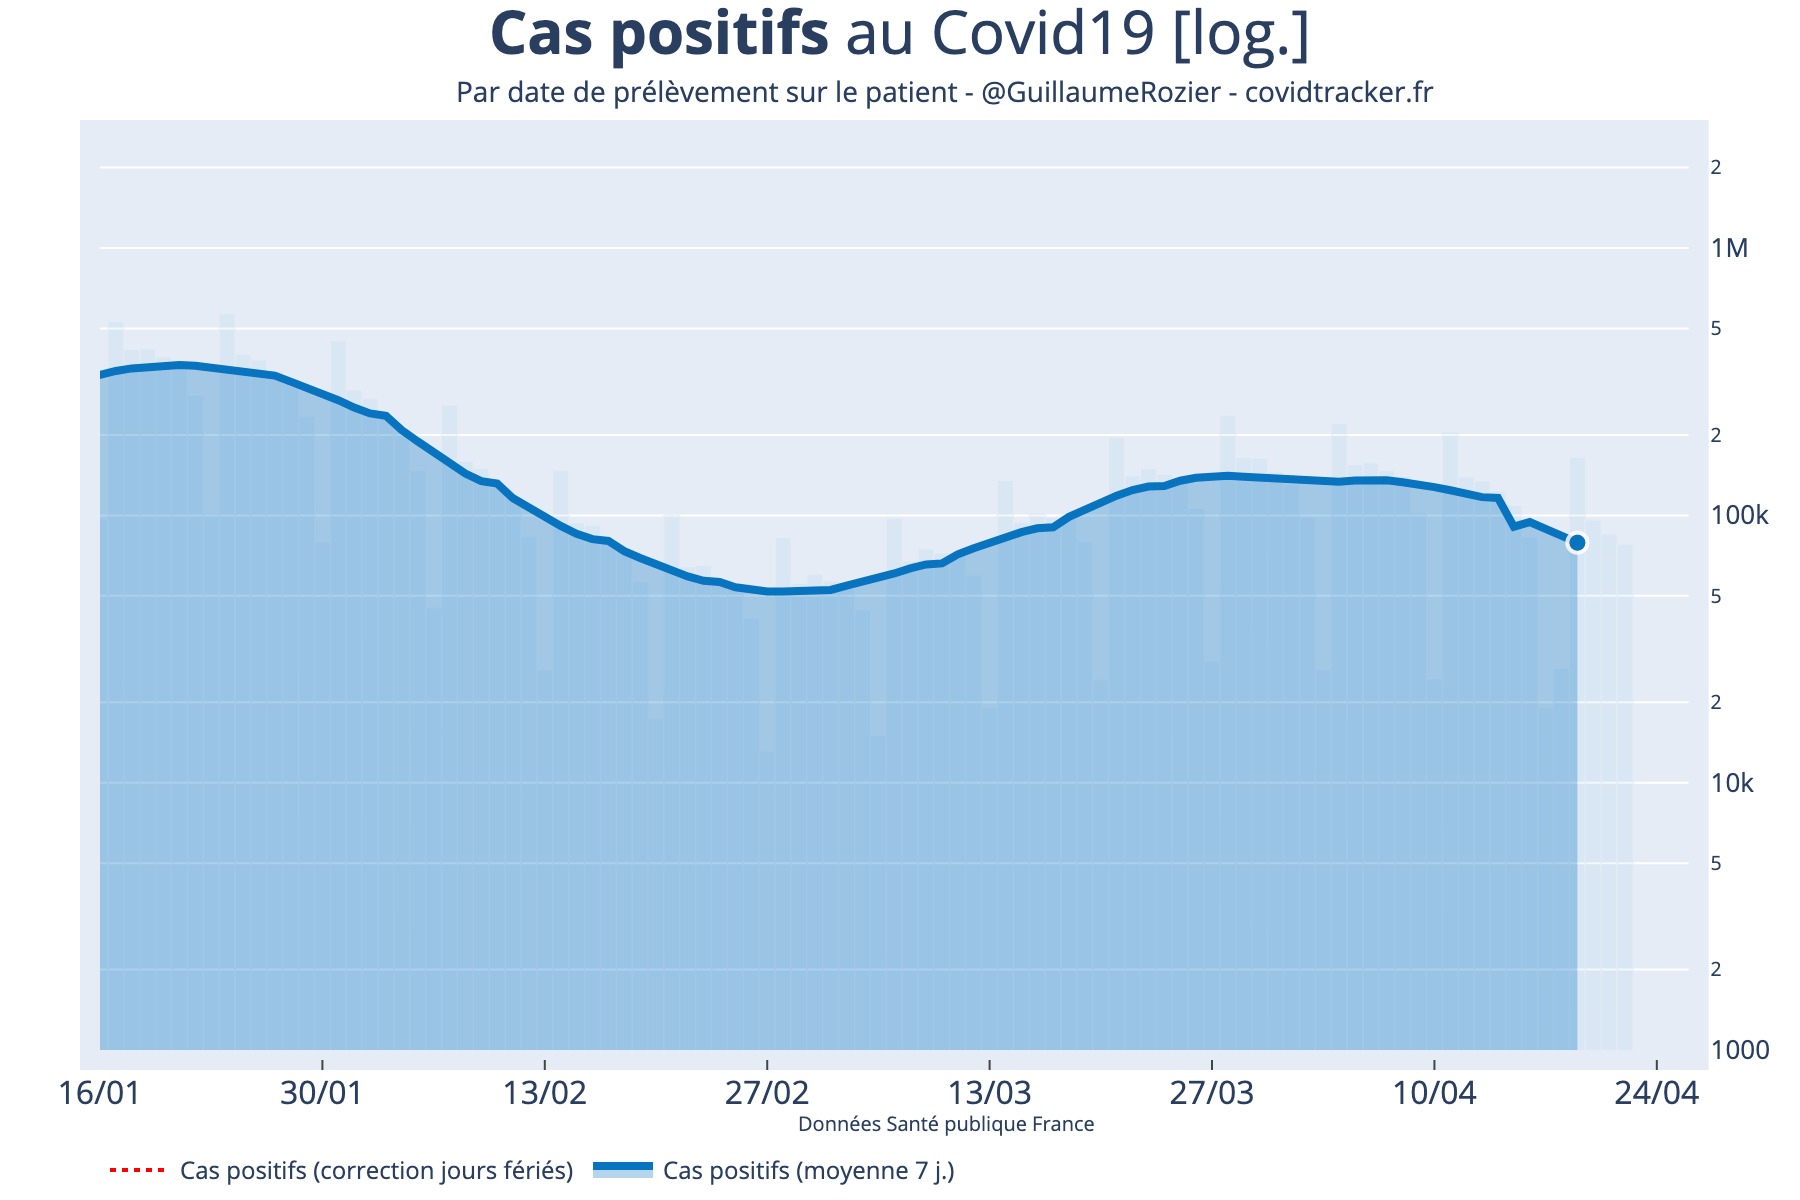 Cas positifs au Covid19 [log.]
Par date de prélèvement sur le patient - @GuillaumeRozier - covidtracker.fr
2
1M
5
2
100k
5
2
10k
5
2
1000
16/01 30/01 13/02 27/02 13/03 27/03 10/04 24/04
Données Santé publique France
Cas positifs (correction jours fériés) Cas positifs (moyenne 7 j.)